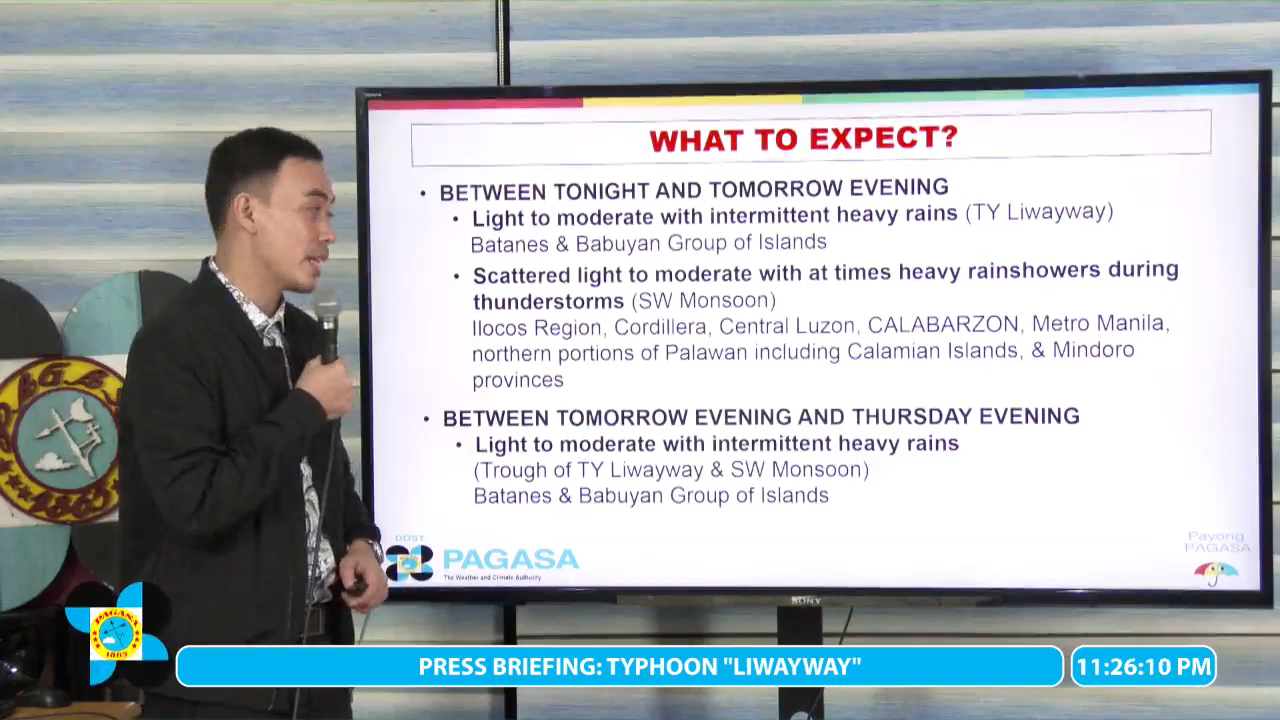 WHAT TO EXPECT?
• BETWEEN TONIGHT AND TOMORROW EVENING
• Light to moderate with intermittent heavy rains (TY Liwayway)
Batanes & Babuyan Group of Islands
• Scattered light to moderate with at times heavy rainshowers during
thunderstorms (SW Monsoon)
Ilocos Region, Cordillera, Central Luzon, CALABARZON, Metro Manila,
northern portions of Palawan including Calamian Islands, & Mindoro
provinces
• BETWEEN TOMORROW EVENING AND THURSDAY EVENING
• Light to moderate with intermittent heavy rains
(Trough of TY Liwayway & SW Monsoon)
Batanes & Babuyan Group of Islands
DOST
PAGASA
The Weather and Climate Authority
Payong
PAGASA
SONY
1865
PAGASA
1865
PRESS BRIEFING: TYPHOON "LIWAYWAY"
11:26:10 PM